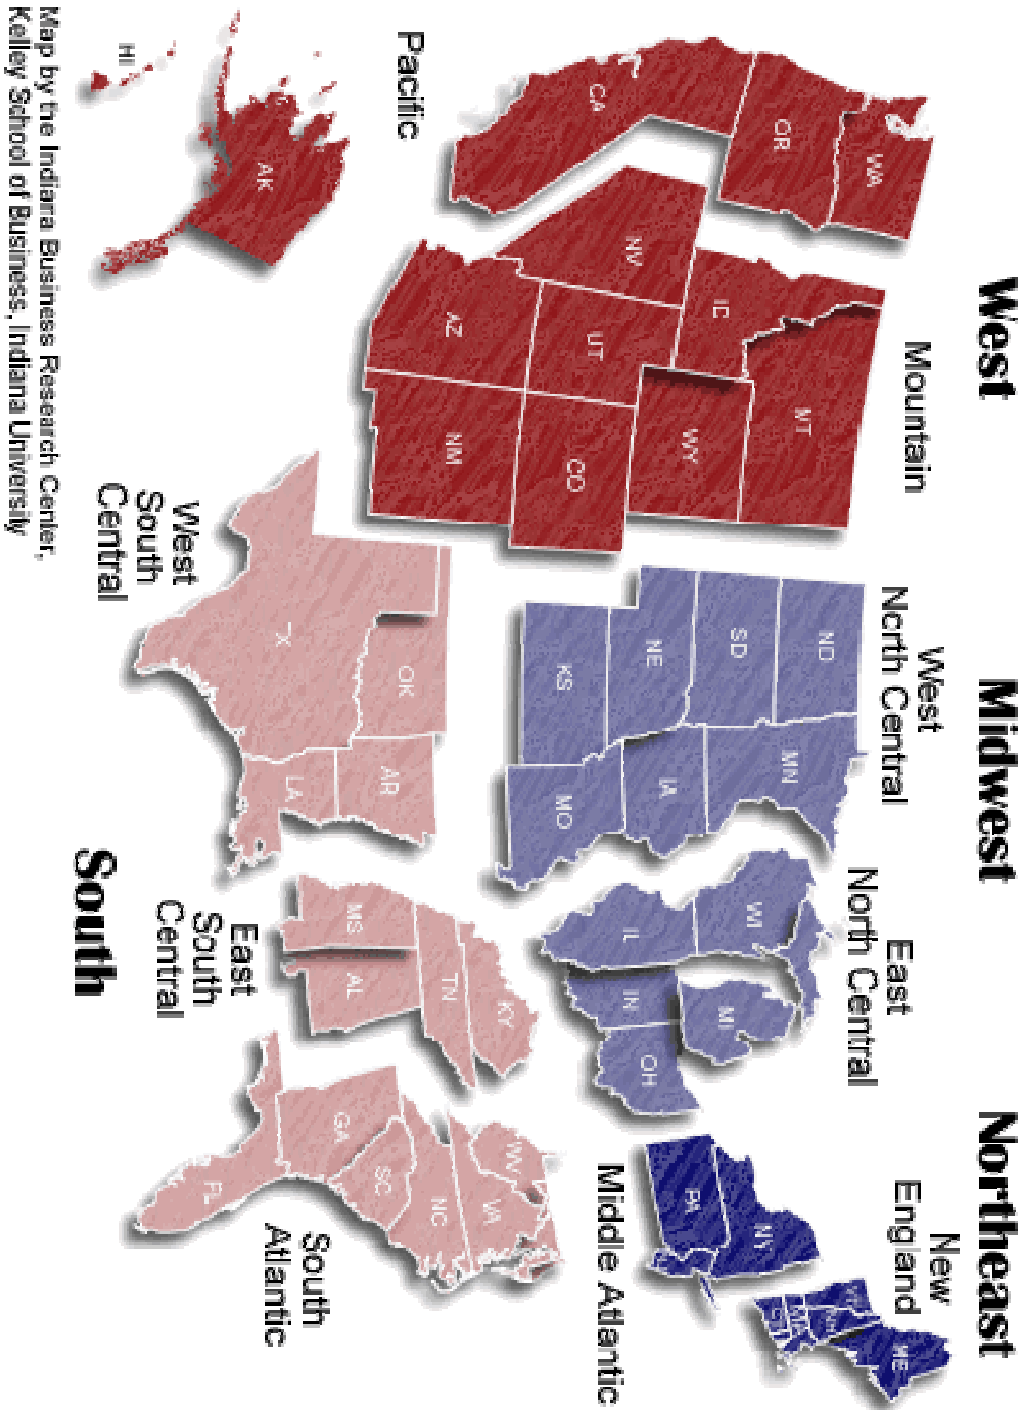 West
Midwest
Northeast
Mountain
West
North Central
East
North Central
New
England
Pacific
Middle Atlantic
West
South
Central
East
South
Central
South
Atlantic
South
WA
OR
CA
NV
ID
MT
WY
UT
AZ
CO
NM
AK
HI
ND
SD
NE
KS
MN
IA
MO
WI
IL
MI
IN
OH
TX
OK
AR
LA
MS
AL
TN
KY
GA
FL
SC
NC
VA
WV
PA
NY
ME
VT
NH
MA
Map by the Indiana Business Research Center,
Kelley School of Business, Indiana University